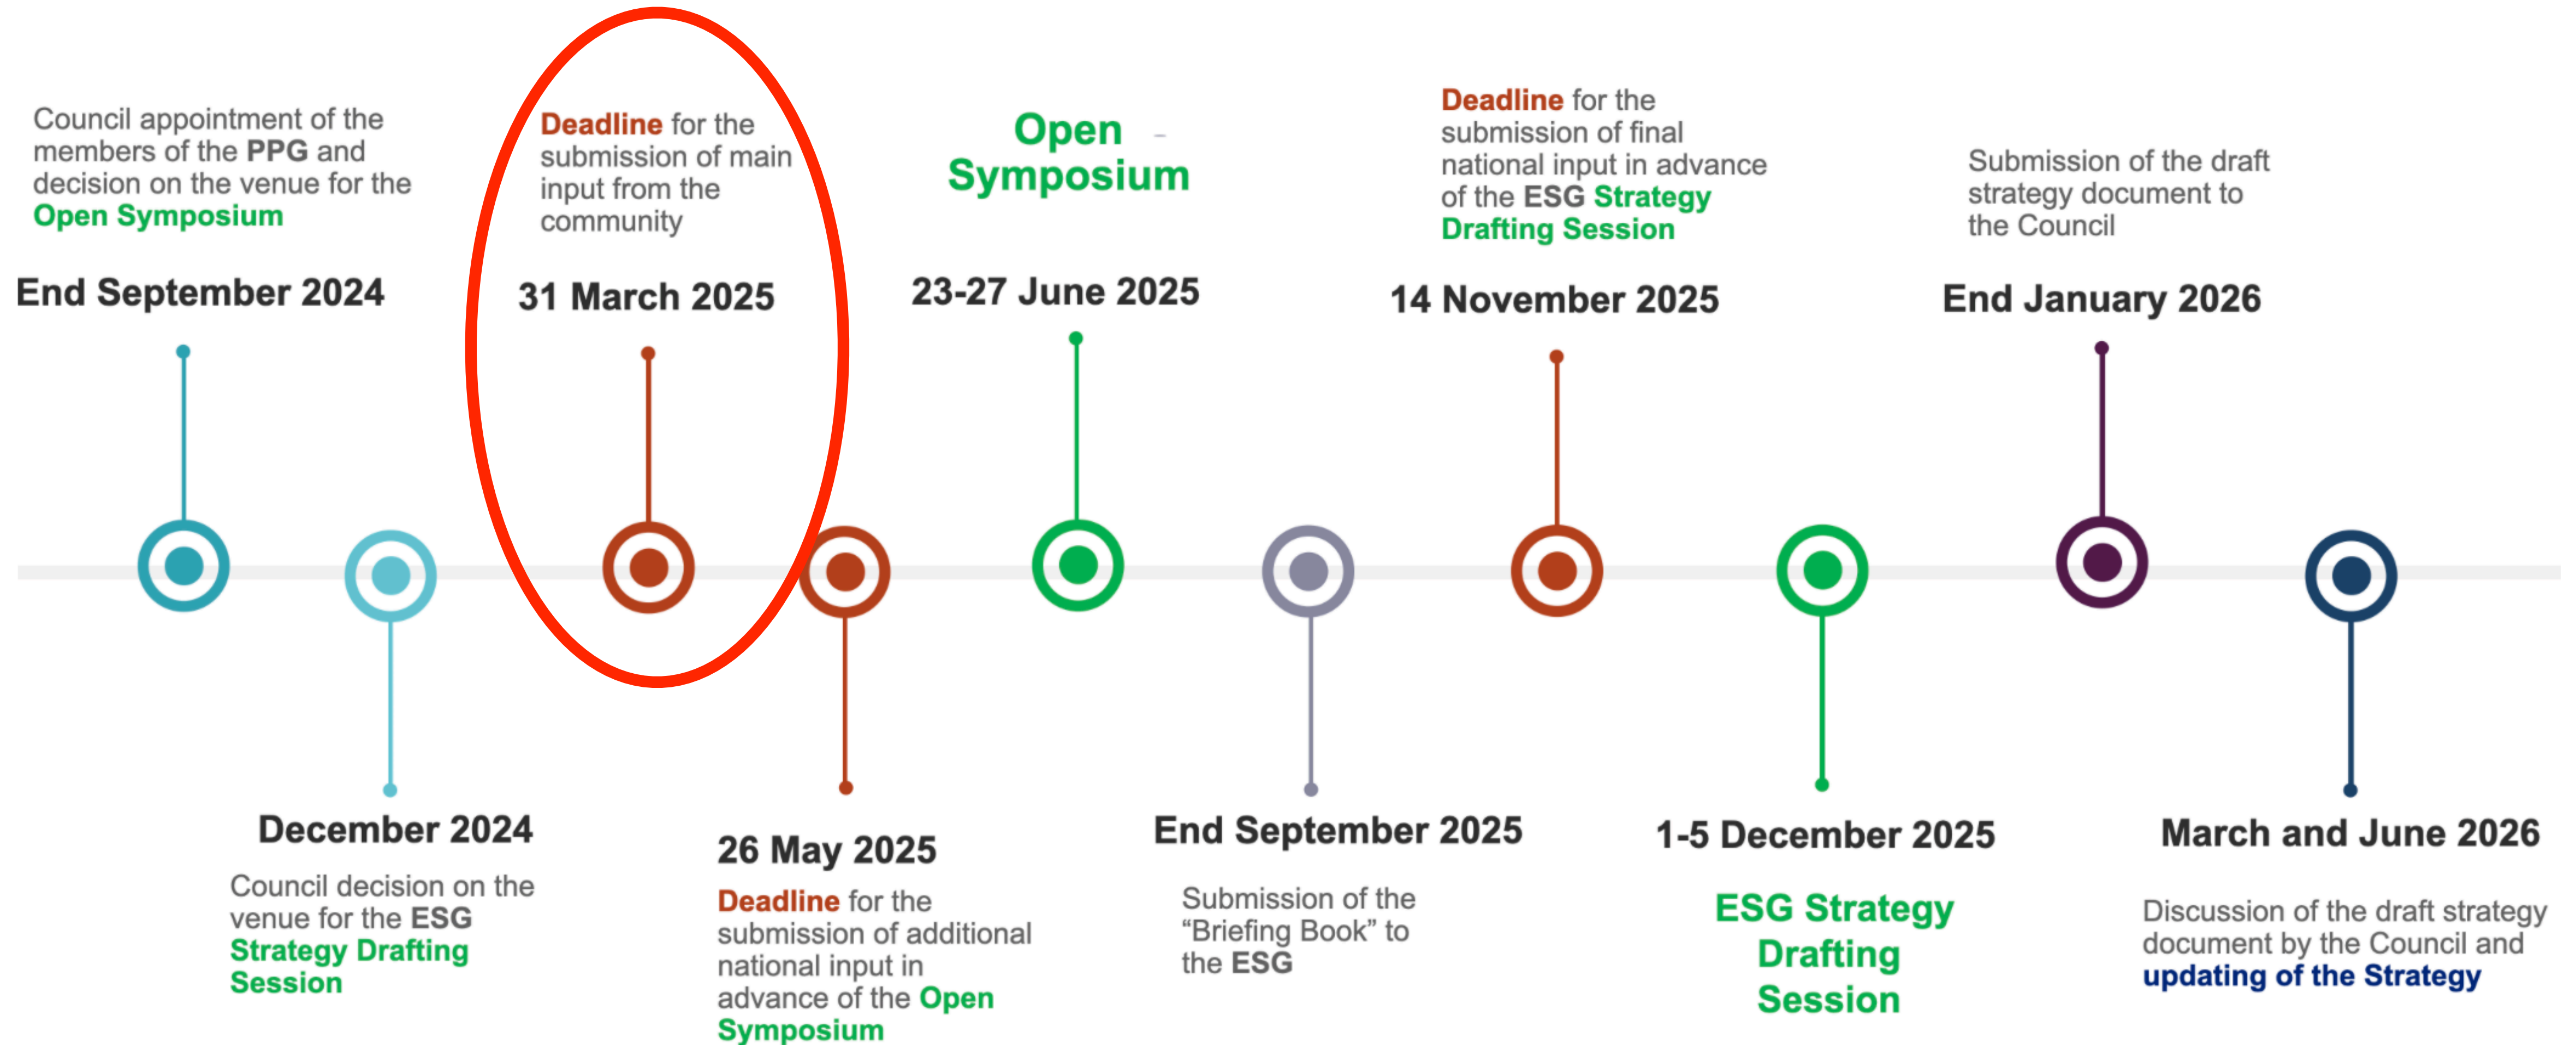 Council appointment of the
members of the PPG and
decision on the venue for the
Open Symposium
End September 2024
December 2024
Council decision on the
venue for the ESG
Strategy Drafting
Session
Deadline for the
submission of main
input from the
community
31 March 2025
26 May 2025
Deadline for the
submission of additional
national input in
advance of the Open
Symposium
Open
Symposium
23-27 June 2025
End September 2025
Submission of the
“Briefing Book” to
the ESG
Deadline for the
submission of final
national input in advance
of the ESG Strategy
Drafting Session
14 November 2025
1-5 December 2025
ESG Strategy
Drafting
Session
Submission of the draft
strategy document to
the Council
End January 2026
March and June 2026
Discussion of the draft strategy
document by the Council and
updating of the Strategy